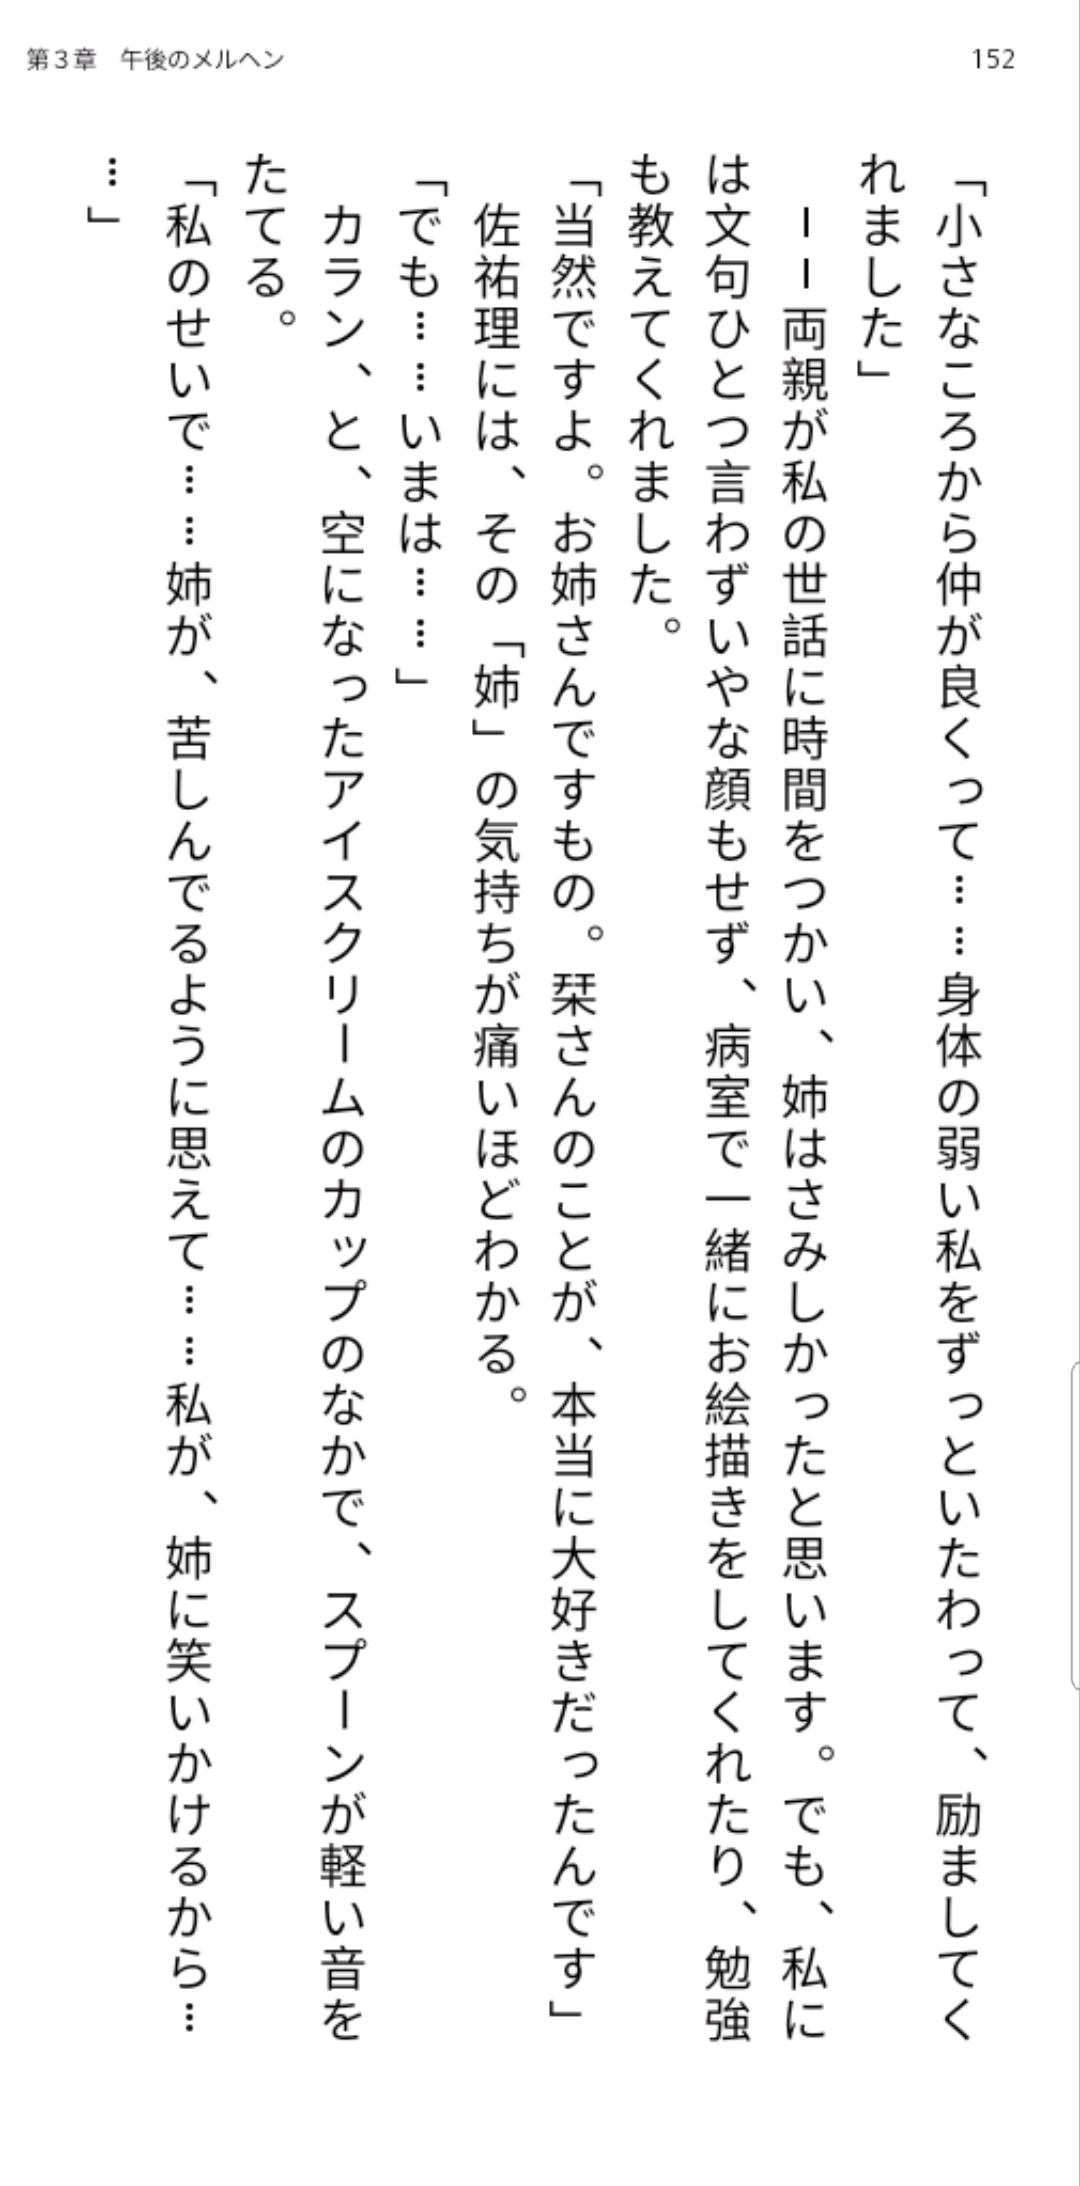 第３章　午後のメルヘン
152
「小さなころから仲が良くって……身体の弱い私をずっといたわって、励ましてく
れました」
　――両親が私の世話に時間をつかい、姉はさみしかったと思います。でも、私に
は文句ひとつ言わずいやな顔もせず、病室で一緒にお絵描きをしてくれたり、勉強
も教えてくれました。
「当然ですよ。お姉さんですもの。栞さんのことが、本当に大好きだったんです」
　佐祐理には、その「姉」の気持ちが痛いほどわかる。
「でも……いまは……」
　カラン、と、空になったアイスクリームのカップのなかで、スプーンが軽い音を
たてる。
「私のせいで……姉が、苦しんでるように思えて……私が、姉に笑いかけるから…
…」